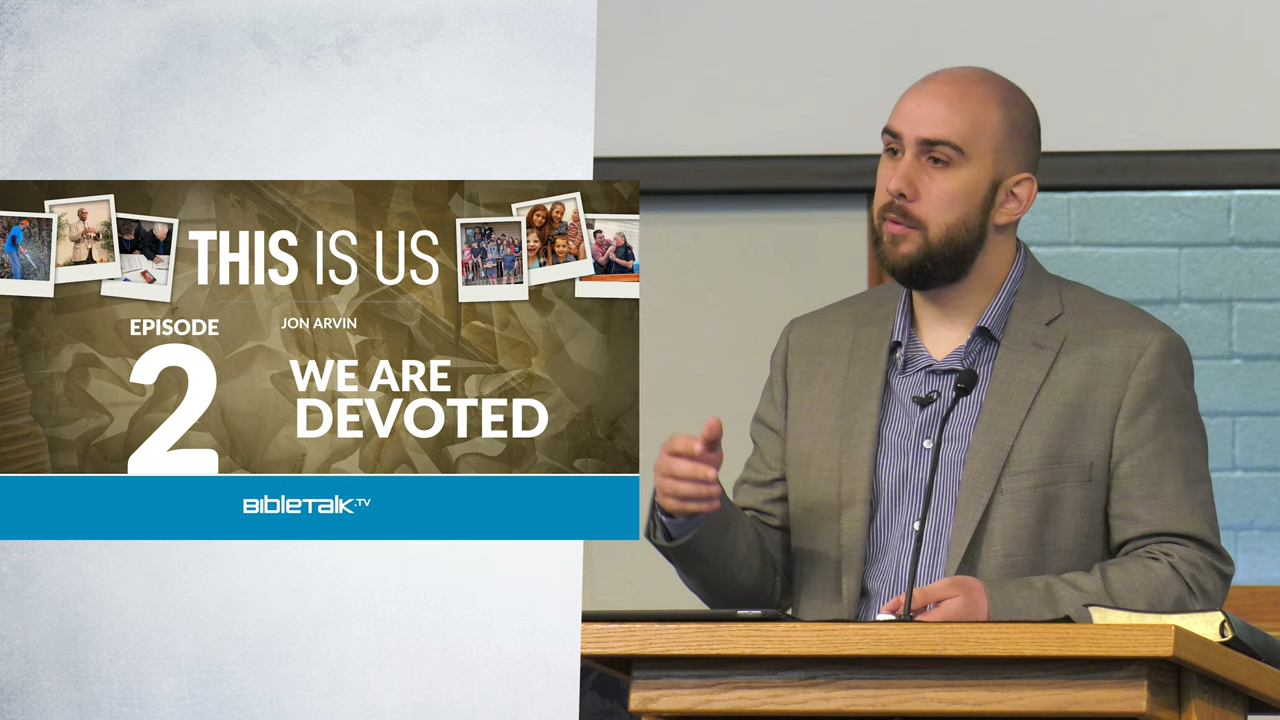 THIS IS US
EPISODE
2
JON ARVIN
WE ARE
DEVOTED
BIBLETALK.TV